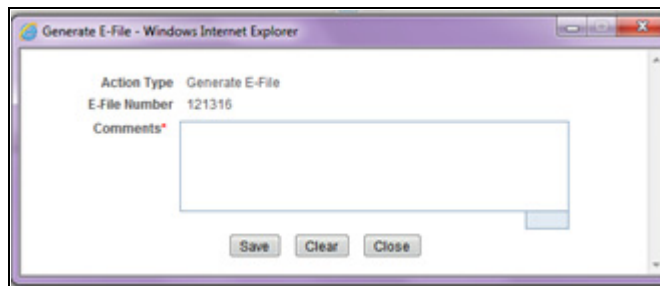 Generate E-File - Windows Internet Explorer
Action Type Generate E-File
E-File Number 121316
Comments*
Save Clear Close